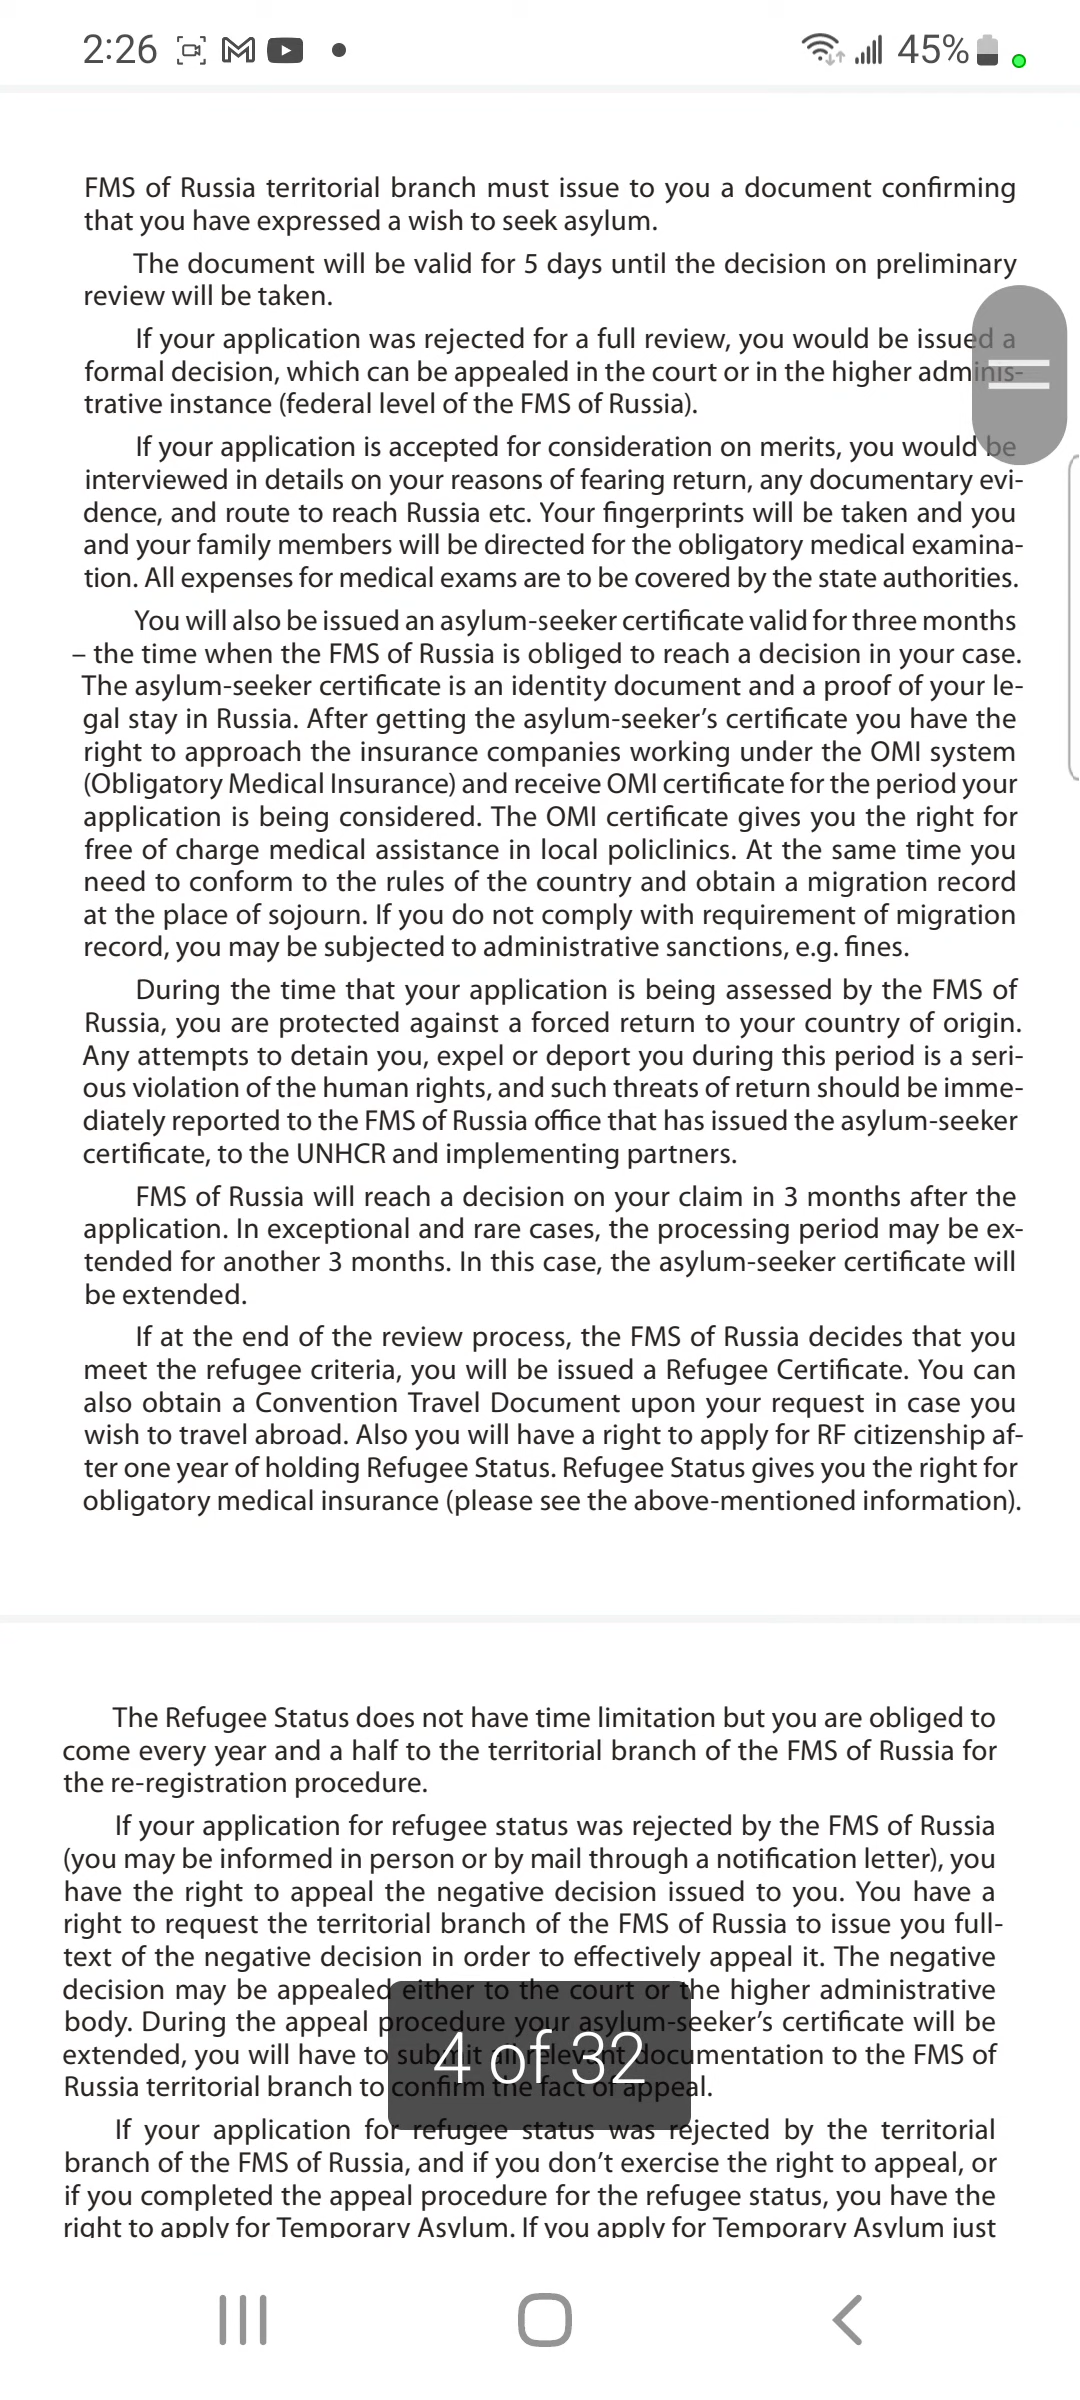 2:26
45%
FMS of Russia territorial branch must issue to you a document confirming
that you have expressed a wish to seek asylum.
The document will be valid for 5 days until the decision on preliminary
review will be taken.
If your application was rejected for a full review, you would be issued a
formal decision, which can be appealed in the court or in the higher adminis-
trative instance (federal level of the FMS of Russia).
If your application is accepted for consideration on merits, you would be
interviewed in details on your reasons of fearing return, any documentary evi-
dence, and route to reach Russia etc. Your fingerprints will be taken and you
and your family members will be directed for the obligatory medical examina-
tion. All expenses for medical exams are to be covered by the state authorities.
You will also be issued an asylum-seeker certificate valid for three months
– the time when the FMS of Russia is obliged to reach a decision in your case.
The asylum-seeker certificate is an identity document and a proof of your le-
gal stay in Russia. After getting the asylum-seeker's certificate you have the
right to approach the insurance companies working under the OMI system
(Obligatory Medical Insurance) and receive OMI certificate for the period your
application is being considered. The OMI certificate gives you the right for
free of charge medical assistance in local policlinics. At the same time you
need to conform to the rules of the country and obtain a migration record
at the place of sojourn. If you do not comply with requirement of migration
record, you may be subjected to administrative sanctions, e.g. fines.
During the time that your application is being assessed by the FMS of
Russia, you are protected against a forced return to your country of origin.
Any attempts to detain you, expel or deport you during this period is a seri-
ous violation of the human rights, and such threats of return should be imme-
diately reported to the FMS of Russia office that has issued the asylum-seeker
certificate, to the UNHCR and implementing partners.
FMS of Russia will reach a decision on your claim in 3 months after the
application. In exceptional and rare cases, the processing period may be ex-
tended for another 3 months. In this case, the asylum-seeker certificate will
be extended.
If at the end of the review process, the FMS of Russia decides that you
meet the refugee criteria, you will be issued a Refugee Certificate. You can
also obtain a Convention Travel Document upon your request in case you
wish to travel abroad. Also you will have a right to apply for RF citizenship af-
ter one year of holding Refugee Status. Refugee Status gives you the right for
obligatory medical insurance (please see the above-mentioned information).
The Refugee Status does not have time limitation but you are obliged to
come every year and a half to the territorial branch of the FMS of Russia for
the re-registration procedure.
If your application for refugee status was rejected by the FMS of Russia
(you may be informed in person or by mail through a notification letter), you
have the right to appeal the negative decision issued to you. You have a
right to request the territorial branch of the FMS of Russia to issue you full-
text of the negative decision in order to effectively appeal it. The negative
decision may be appealed either to the court or the higher administrative
body. During the appeal procedure your asylum-seeker's certificate will be
extended, you will have to submit all relevant documentation to the FMS of
Russia territorial branch to confirm the fact of appeal.
4 of 32
If your application for refugee status was rejected by the territorial
branch of the FMS of Russia, and if you don't exercise the right to appeal, or
if you completed the appeal procedure for the refugee status, you have the
right to apply for Temporary Asylum. If you apply for Temporary Asylum just